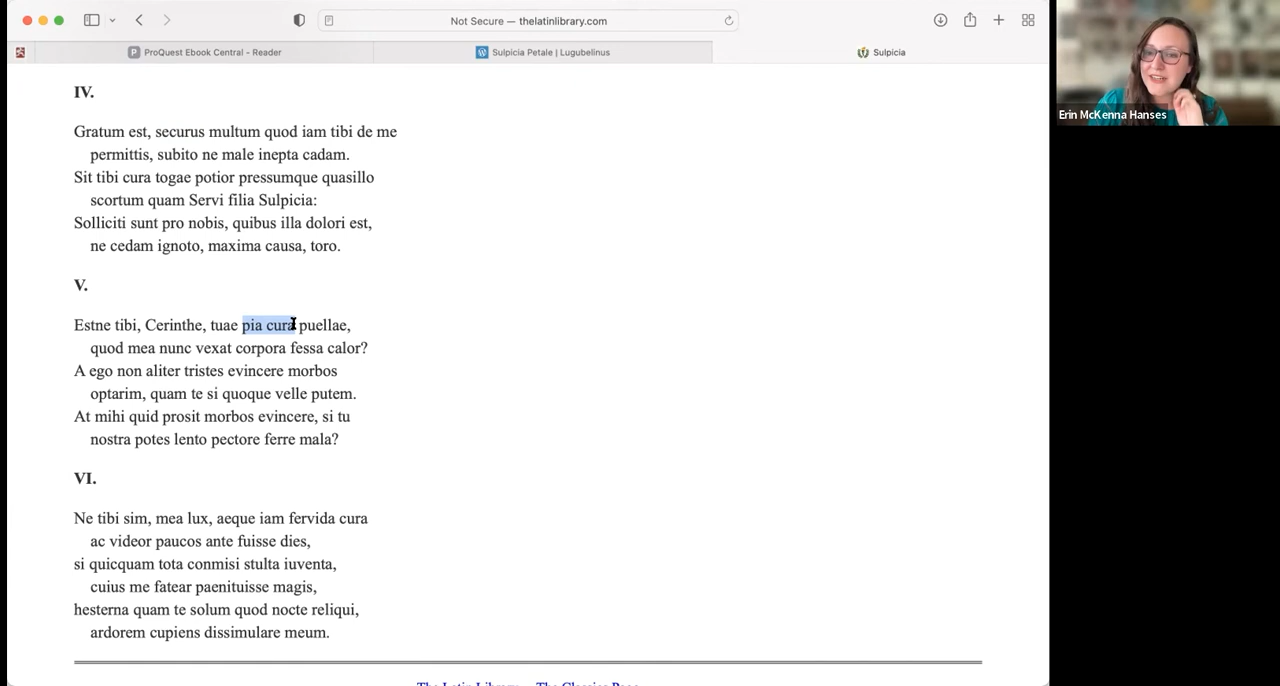 Not Secure — thelatinlibrary.com
ProQuest Ebook Central - Reader
Sulpicia Petale | Lugubelinus
Sulpicia
Erin McKenna Hanses
IV.
Gratum est, securus multum quod iam tibi de me
permittis, subito ne male inepta cadam.
Sit tibi cura togae potior pressumque quasillo
scortum quam Servi filia Sulpicia:
Solliciti sunt pro nobis, quibus illa dolori est,
ne cedam ignoto, maxima causa, toro.
V.
Estne tibi, Cerinthe, tuae pia cura puellae,
quod mea nunc vexat corpora fessa calor?
A ego non aliter tristes evincere morbos
optarim, quam te si quoque velle putem.
At mihi quid prosit morbos evincere, si tu
nostra potes lento pectore ferre mala?
VI.
Ne tibi sim, mea lux, aeque iam fervida cura
ac videor paucos ante fuisse dies,
si quicquam tota conmisi stulta iuventa,
cuius me fatear paenituisse magis,
hesterna quam te solum quod nocte reliqui,
ardorem cupiens dissimulare meum.
The Latin Library
The Classics Page